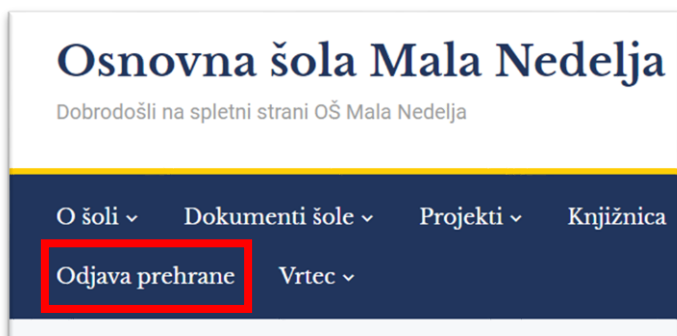 Osnovna šola Mala Nedelja
Dobrodošli na spletni strani OŠ Mala Nedelja
O šoli Dokumenti šole Projekti Knjižnica
Odjava prehrane Vrtec